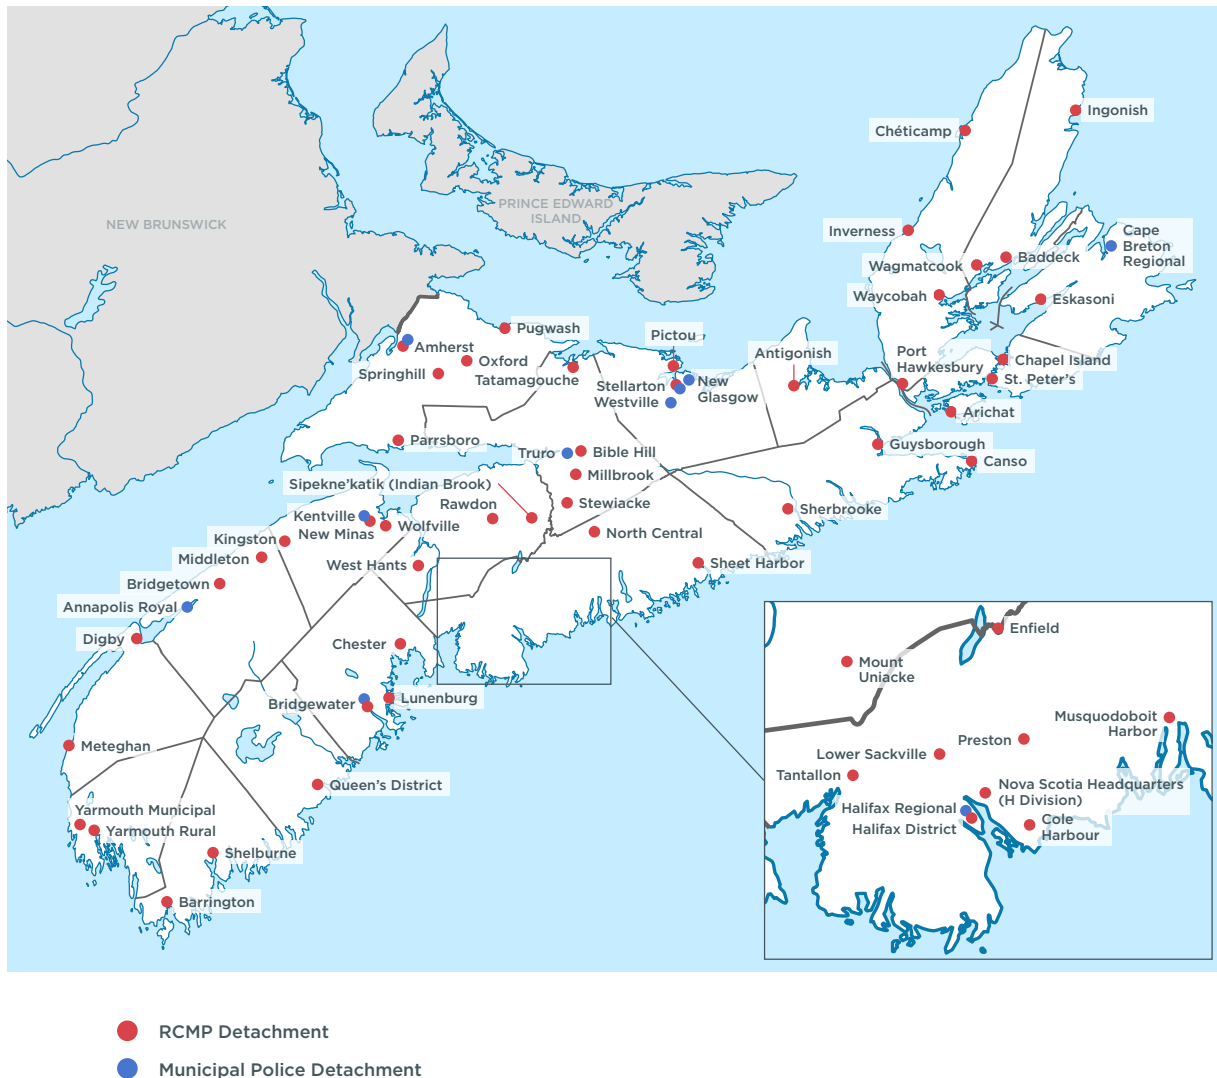 Ingonish
Chéticamp
PRINCE EDWARD
ISLAND
NEW BRUNSWICK
Inverness
Cape
Breton
Regional
Wagmatcook
Baddeck
Waycobah
Eskasoni
Pugwash
Pictou
Amherst
Antigonish
Port
Hawkesbury
Oxford
Chapel Island
Springhill
Tatamagouche
Stellarton
New
Glasgow
St. Peter's
Westville
Arichat
Parrsboro
Guysborough
Truro
Bible Hill
Canso
Millbrook
Sipekne'katik (Indian Brook)
Rawdon
Stewiacke
Sherbrooke
Kentville
New Minas
Wolfville
North Central
Kingston
Middleton
West Hants
Sheet Harbor
Bridgetown
Annapolis Royal
Digby
Chester
Enfield
Mount
Uniacke
Bridgewater
Lunenburg
Musquodoboit
Harbor
Meteghan
Preston
Lower Sackville
Tantallon
Queen's District
Nova Scotia Headquarters
(H Division)
Yarmouth Municipal
Yarmouth Rural
Halifax Regional
Halifax District
Cole
Harbour
Shelburne
Barrington
RCMP Detachment
Municipal Police Detachment